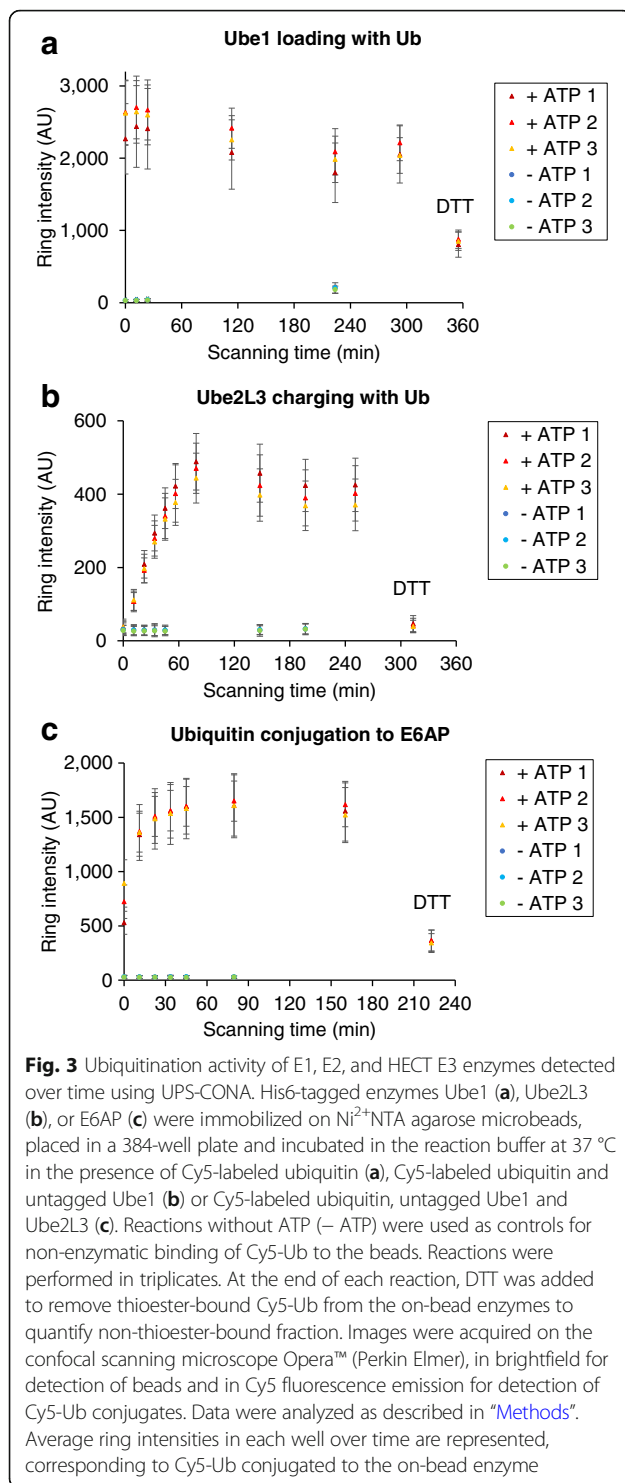 a
Ube1 loading with Ub
Ring intensity (AU)
3,000
2,000
1,000
0
0 60 120 180 240 300 360
Scanning time (min)
DTT
+ ATP 1
+ ATP 2
+ ATP 3
- ATP 1
- ATP 2
- ATP 3
b
Ube2L3 charging with Ub
Ring intensity (AU)
600
400
200
0
0 60 120 180 240 300 360
Scanning time (min)
DTT
+ ATP 1
+ ATP 2
+ ATP 3
- ATP 1
- ATP 2
- ATP 3
c
Ubiquitin conjugation to E6AP
Ring intensity (AU)
2,000
1,500
1,000
500
0
0 30 60 90 120 150 180 210 240
Scanning time (min)
DTT
+ ATP 1
+ ATP 2
+ ATP 3
- ATP 1
- ATP 2
- ATP 3
Fig. 3 Ubiquitination activity of E1, E2, and HECT E3 enzymes detected
over time using UPS-CONA. His6-tagged enzymes Ube1 (a), Ube2L3
(b), or E6AP (c) were immobilized on Ni²⁺NTA agarose microbeads,
placed in a 384-well plate and incubated in the reaction buffer at 37 °C
in the presence of Cy5-labeled ubiquitin (a), Cy5-labeled ubiquitin and
untagged Ube1 (b) or Cy5-labeled ubiquitin, untagged Ube1 and
Ube2L3 (c). Reactions without ATP (− ATP) were used as controls for
non-enzymatic binding of Cy5-Ub to the beads. Reactions were
performed in triplicates. At the end of each reaction, DTT was added
to remove thioester-bound Cy5-Ub from the on-bead enzymes to
quantify non-thioester-bound fraction. Images were acquired on the
confocal scanning microscope Opera™ (Perkin Elmer), in brightfield for
detection of beads and in Cy5 fluorescence emission for detection of
Cy5-Ub conjugates. Data were analyzed as described in “Methods”.
Average ring intensities in each well over time are represented,
corresponding to Cy5-Ub conjugated to the on-bead enzyme